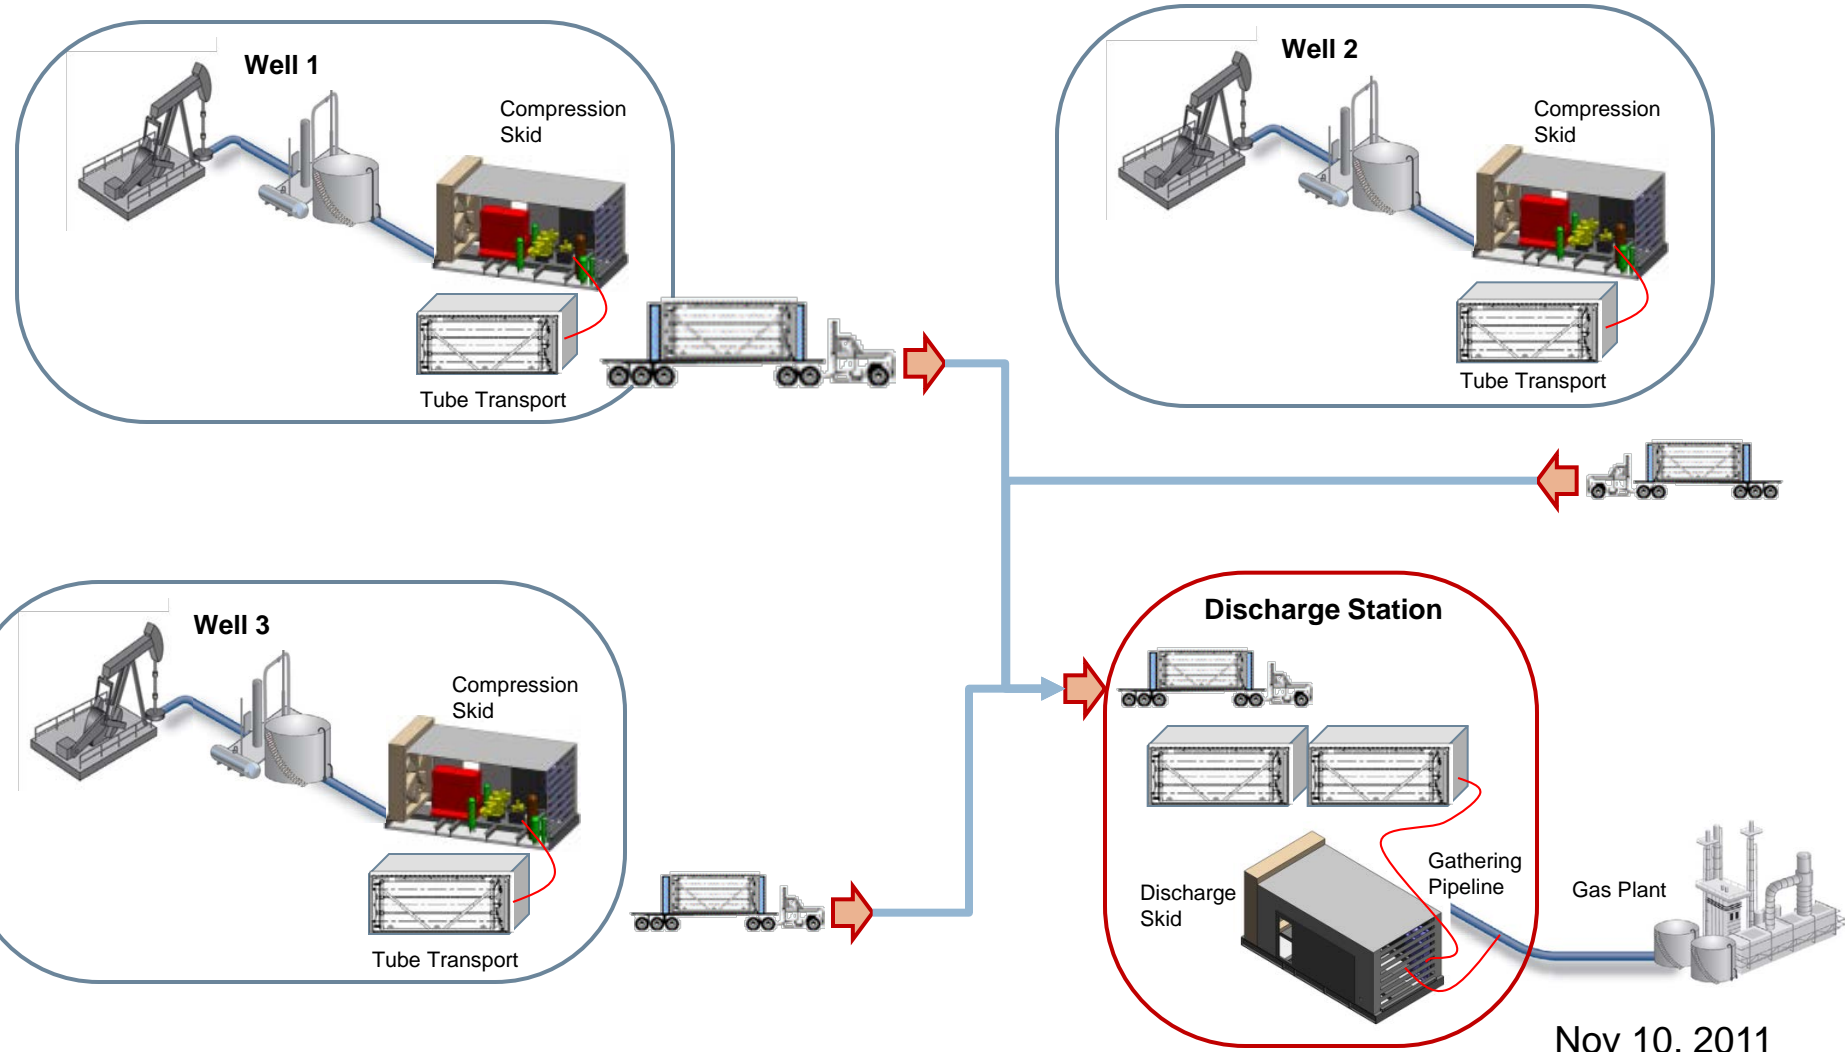 Well 1
Compression
Skid
Tube Transport
Well 2
Compression
Skid
Tube Transport
Well 3
Compression
Skid
Tube Transport
Discharge Station
Discharge
Skid
Gathering
Pipeline
Gas Plant
Nov 10, 2011